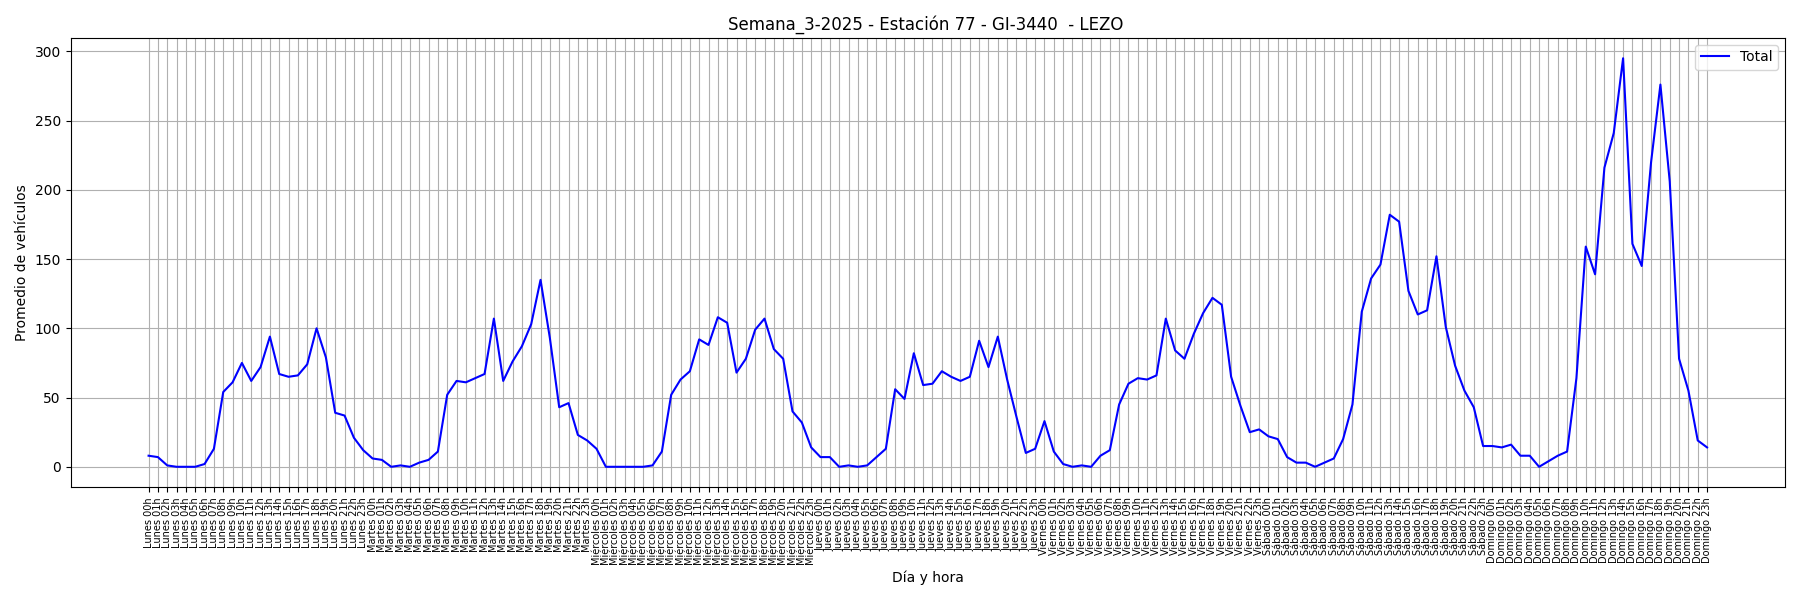 Semana_3-2025 - Estación 77 - GI-3440 - LEZO
Total
Promedio de vehículos
300
250
200
150
100
50
0
Lunes 00h
Lunes 01h
Lunes 02h
Lunes 03h
Lunes 04h
Lunes 05h
Lunes 06h
Lunes 07h
Lunes 08h
Lunes 09h
Lunes 10h
Lunes 11h
Lunes 12h
Lunes 13h
Lunes 14h
Lunes 15h
Lunes 16h
Lunes 17h
Lunes 18h
Lunes 19h
Lunes 20h
Lunes 21h
Lunes 22h
Lunes 23h
Martes 00h
Martes 01h
Martes 02h
Martes 03h
Martes 04h
Martes 05h
Martes 06h
Martes 07h
Martes 08h
Martes 09h
Martes 10h
Martes 11h
Martes 12h
Martes 13h
Martes 14h
Martes 15h
Martes 16h
Martes 17h
Martes 18h
Martes 19h
Martes 20h
Martes 21h
Martes 22h
Martes 23h
Miércoles 00h
Miércoles 01h
Miércoles 02h
Miércoles 03h
Miércoles 04h
Miércoles 05h
Miércoles 06h
Miércoles 07h
Miércoles 08h
Miércoles 09h
Miércoles 10h
Miércoles 11h
Miércoles 12h
Miércoles 13h
Miércoles 14h
Miércoles 15h
Miércoles 16h
Miércoles 17h
Miércoles 18h
Miércoles 19h
Miércoles 20h
Miércoles 21h
Miércoles 22h
Miércoles 23h
Jueves 00h
Jueves 01h
Jueves 02h
Jueves 03h
Jueves 04h
Jueves 05h
Jueves 06h
Jueves 07h
Jueves 08h
Jueves 09h
Jueves 10h
Jueves 11h
Jueves 12h
Jueves 13h
Jueves 14h
Jueves 15h
Jueves 16h
Jueves 17h
Jueves 18h
Jueves 19h
Jueves 20h
Jueves 21h
Jueves 22h
Jueves 23h
Viernes 00h
Viernes 01h
Viernes 02h
Viernes 03h
Viernes 04h
Viernes 05h
Viernes 06h
Viernes 07h
Viernes 08h
Viernes 09h
Viernes 10h
Viernes 11h
Viernes 12h
Viernes 13h
Viernes 14h
Viernes 15h
Viernes 16h
Viernes 17h
Viernes 18h
Viernes 19h
Viernes 20h
Viernes 21h
Viernes 22h
Viernes 23h
Sábado 00h
Sábado 01h
Sábado 02h
Sábado 03h
Sábado 04h
Sábado 05h
Sábado 06h
Sábado 07h
Sábado 08h
Sábado 09h
Sábado 10h
Sábado 11h
Sábado 12h
Sábado 13h
Sábado 14h
Sábado 15h
Sábado 16h
Sábado 17h
Sábado 18h
Sábado 19h
Sábado 20h
Sábado 21h
Sábado 22h
Sábado 23h
Domingo 00h
Domingo 01h
Domingo 02h
Domingo 03h
Domingo 04h
Domingo 05h
Domingo 06h
Domingo 07h
Domingo 08h
Domingo 09h
Domingo 10h
Domingo 11h
Domingo 12h
Domingo 13h
Domingo 14h
Domingo 15h
Domingo 16h
Domingo 17h
Domingo 18h
Domingo 19h
Domingo 20h
Domingo 21h
Domingo 22h
Domingo 23h
Día y hora